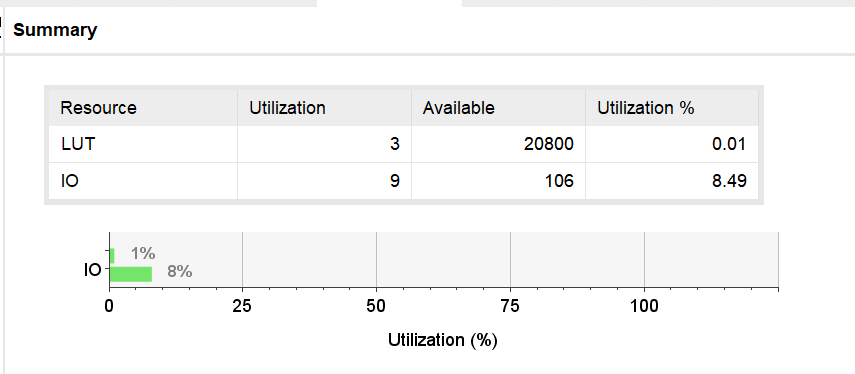 Summary
Resource Utilization Available Utilization %
LUT 3 20800 0.01
IO 9 106 8.49
1%
IO 8%
0 25 50 75 100
Utilization (%)